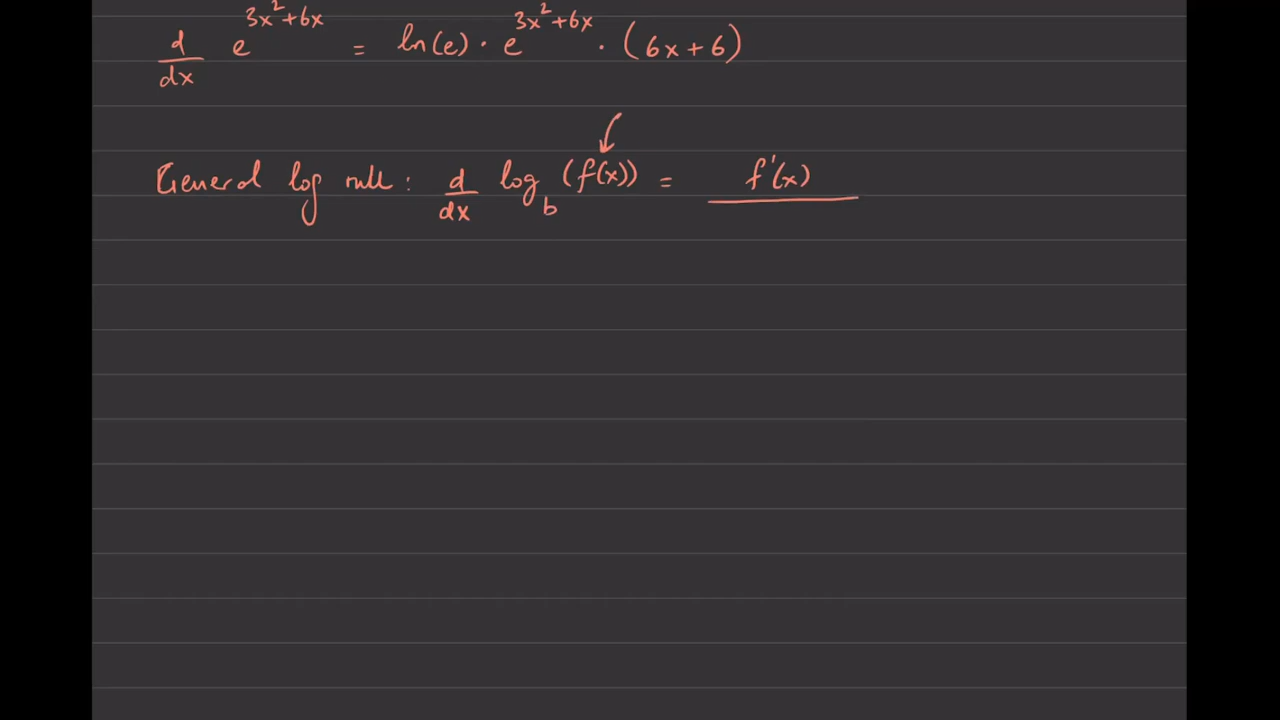 d/dx e^(3x²+6x) = ln(e) · e^(3x²+6x) · (6x+6)
General log rule: d/dx log_b (f(x)) = f'(x)